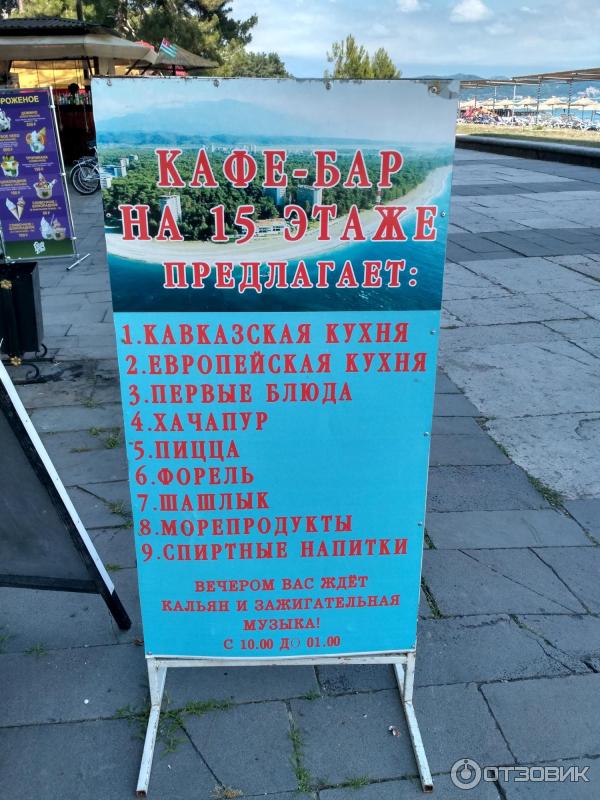 КАФЕ-БАР
НА 15 ЭТАЖЕ
ПРЕДЛАГАЕТ:
1.КАВКАЗСКАЯ КУХНЯ
2.ЕВРОПЕЙСКАЯ КУХНЯ
3.ПЕРВЫЕ БЛЮДА
4.ХАЧАПУР
5.ПИЦЦА
6.ФОРЕЛЬ
7.ШАШЛЫК
8.МОРЕПРОДУКТЫ
9.СПИРТНЫЕ НАПИТКИ
ВЕЧЕРОМ ВАС ЖДЁТ
КАЛЬЯН И ЗАЖИГАТЕЛЬНАЯ
МУЗЫКА!
С 10.00 ДО 01.00
РОЖЕНОЕ
ОТЗОВИК